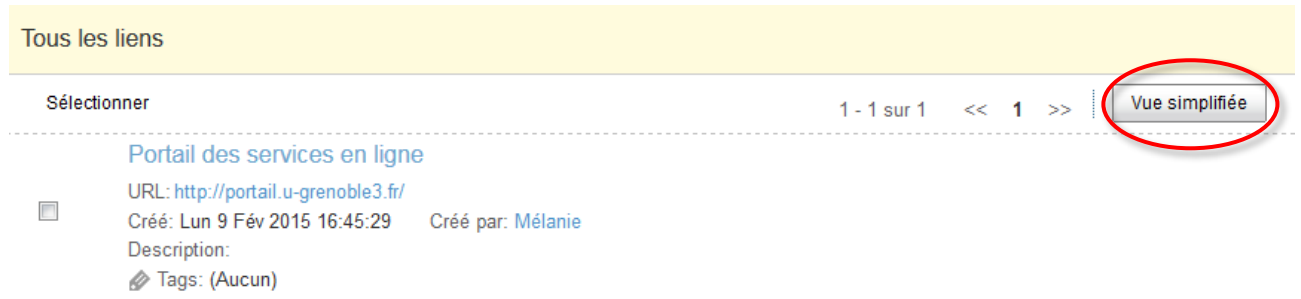 Tous les liens
Sélectionner 1 - 1 sur 1 << 1 >> Vue simplifiée
Portail des services en ligne
URL: http://portail.u-grenoble3.fr/
Créé: Lun 9 Fév 2015 16:45:29 Créé par: Mélanie
Description:
Tags: (Aucun)